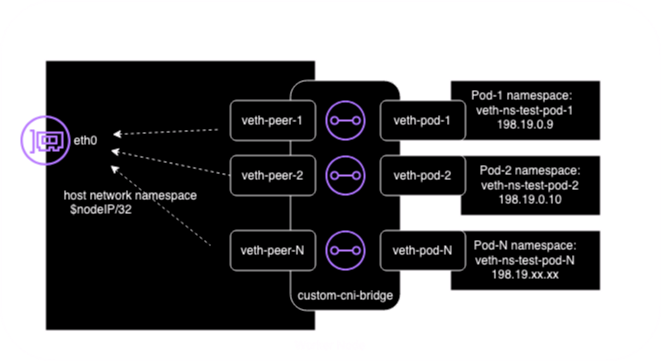 Pod-1 namespace:
veth-ns-test-pod-1
198.19.0.9
veth-peer-1
veth-pod-1
eth0
Pod-2 namespace:
veth-ns-test-pod-2
198.19.0.10
veth-peer-2
veth-pod-2
host network namespace
$nodeIP/32
Pod-N namespace:
veth-ns-test-pod-N
198.19.xx.xx
veth-peer-N
veth-pod-N
custom-cni-bridge